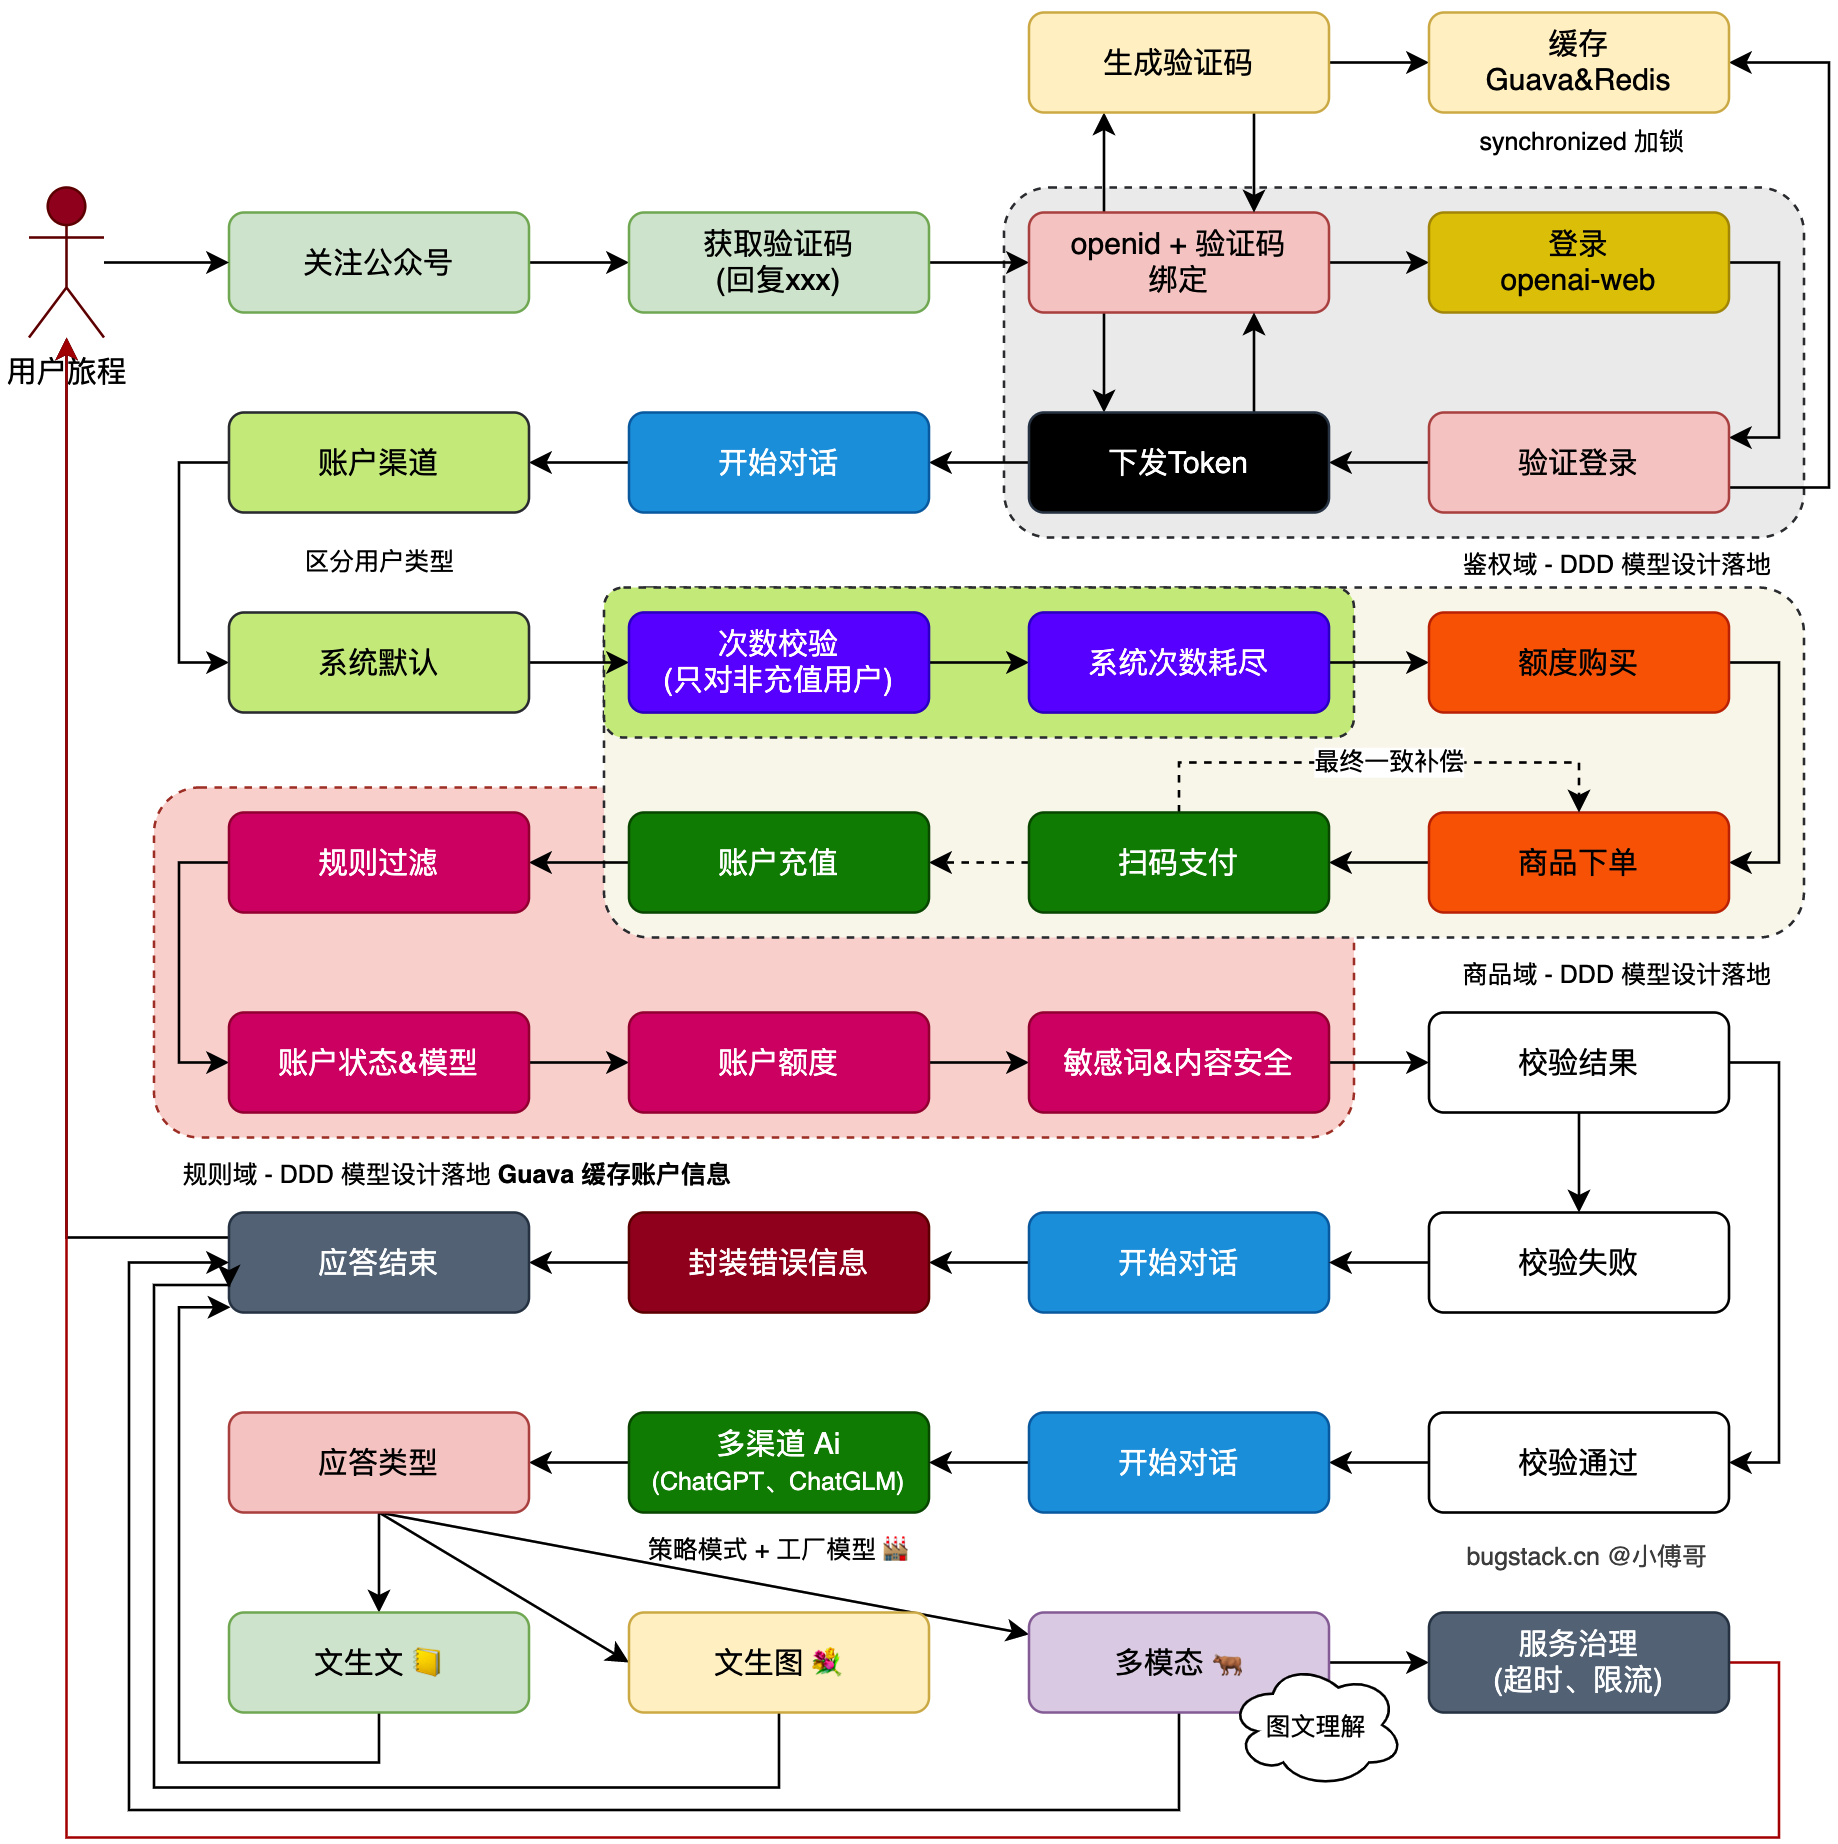 生成验证码
缓存
Guava&Redis
synchronized 加锁
用户旅程
关注公众号
获取验证码
(回复xxx)
openid + 验证码
绑定
登录
openai-web
账户渠道
开始对话
下发Token
验证登录
区分用户类型
鉴权域 - DDD 模型设计落地
系统默认
次数校验
(只对非充值用户)
系统次数耗尽
额度购买
最终一致补偿
规则过滤
账户充值
扫码支付
商品下单
商品域 - DDD 模型设计落地
账户状态&模型
账户额度
敏感词&内容安全
校验结果
规则域 - DDD 模型设计落地 Guava 缓存账户信息
应答结束
封装错误信息
开始对话
校验失败
应答类型
多渠道 Ai
(ChatGPT、ChatGLM)
开始对话
校验通过
策略模式 + 工厂模型
bugstack.cn @小傅哥
文生文
文生图
多模态
图文理解
服务治理
(超时、限流)